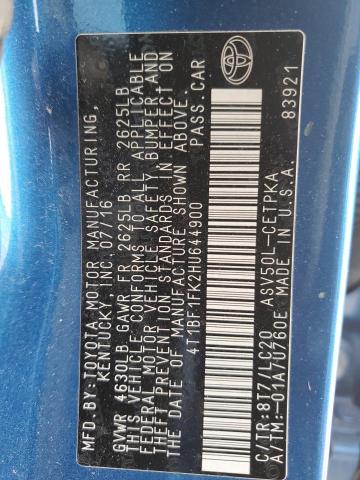 MFD. BY: TOYOTA MOTOR MANUFACTURING,
KENTUCKY, INC. 07/16
GVWR 4630LB GAWR FR 2625LB RR 2625LB
THIS VEHICLE CONFORMS TO ALL APPLICABLE
FEDERAL MOTOR VEHICLE SAFETY, BUMPER AND
THEFT PREVENTION STANDARDS IN EFFECT ON THE
DATE OF MANUFACTURE SHOWN ABOVE.
4T1BF1FK2HU644900 PASS. CAR
C/TR:8T7/LC20 ASV50L-CETPKA
A/TM:-01A/U760E MADE IN U.S.A.
83921